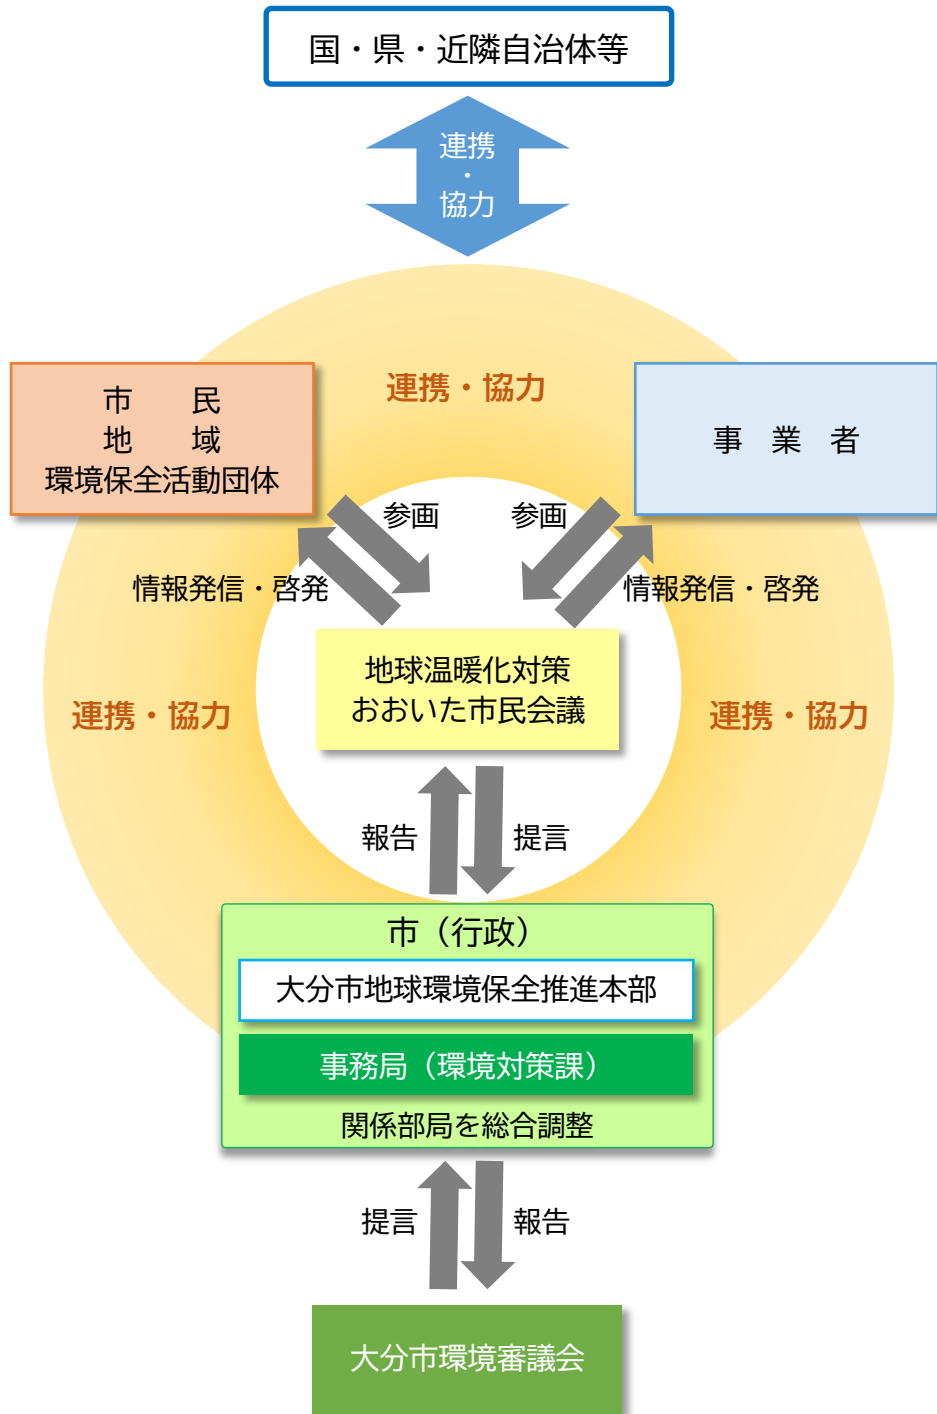 国・県・近隣自治体等
連携
・
協力
連携・協力
市　　民
地　　域
環境保全活動団体
事　業　者
参画
参画
情報発信・啓発
情報発信・啓発
地球温暖化対策
おおいた市民会議
連携・協力
連携・協力
報告
提言
市（行政）
大分市地球環境保全推進本部
事務局（環境対策課）
関係部局を総合調整
提言
報告
大分市環境審議会